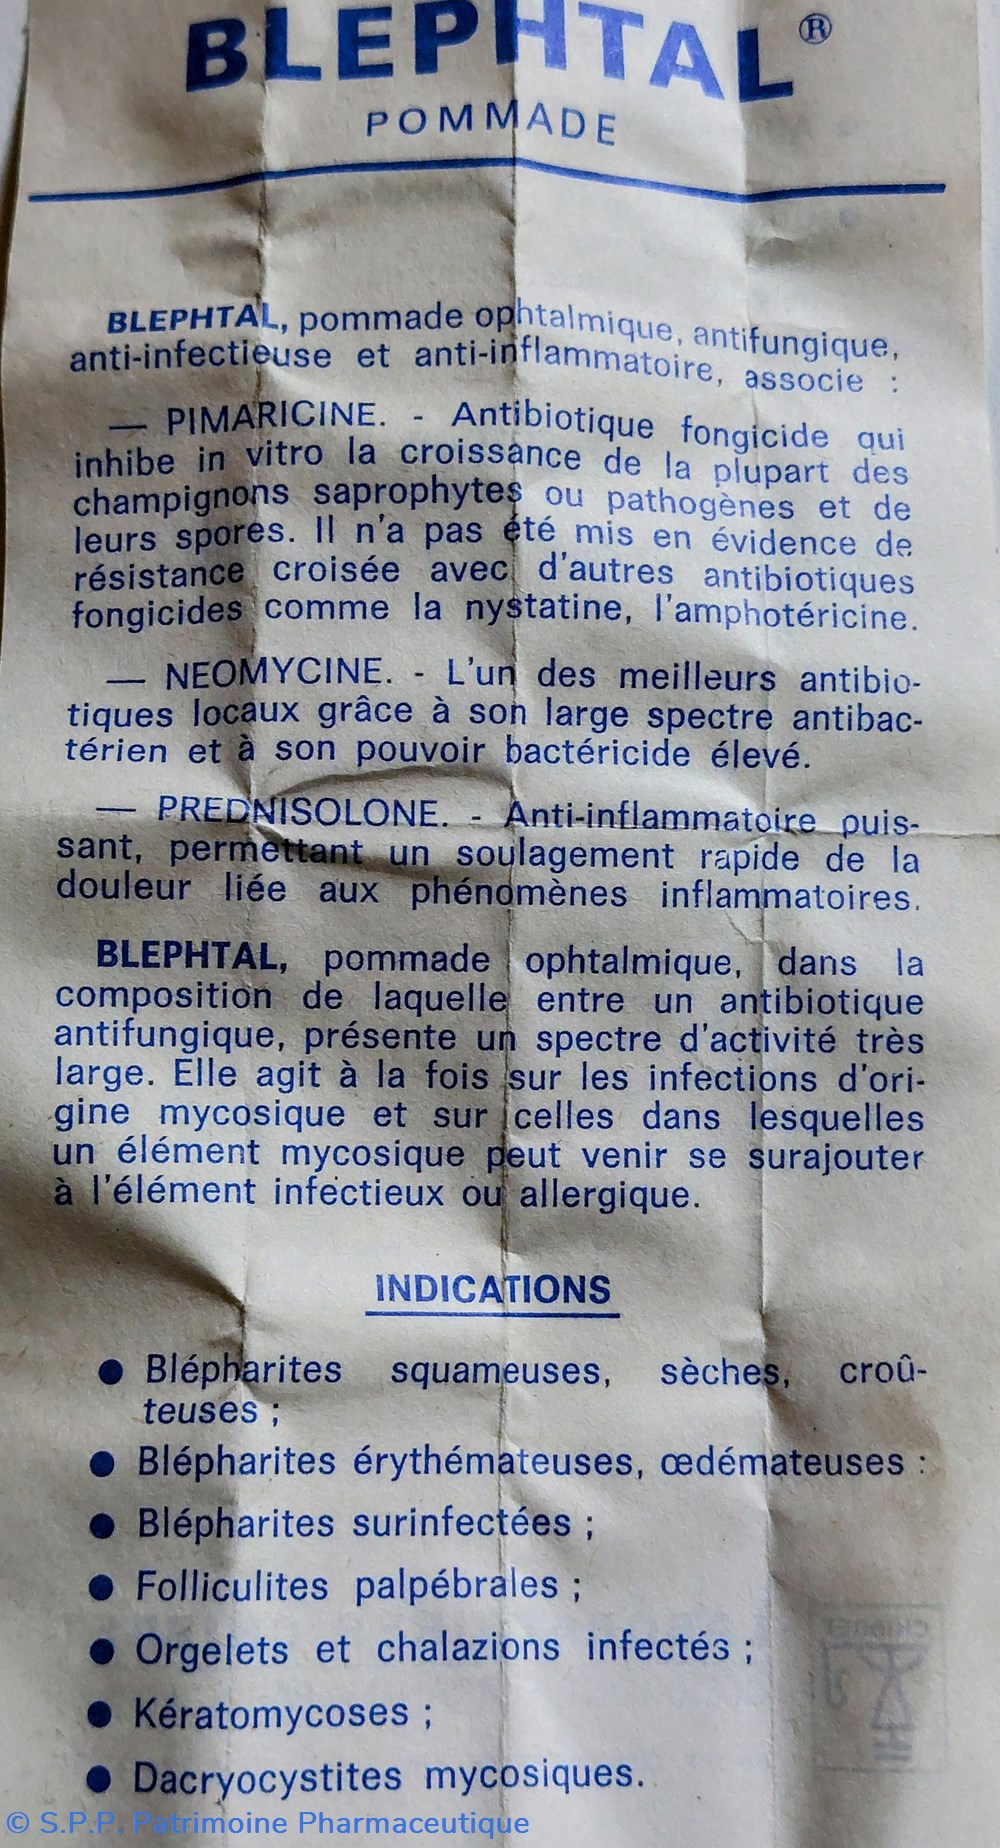 BLEPHTAL®
POMMADE
BLEPHTAL, pommade ophtalmique, antifungique,
anti-infectieuse et anti-inflammatoire, associe :
— PIMARICINE. - Antibiotique fongicide qui
inhibe in vitro la croissance de la plupart des
champignons saprophytes ou pathogènes et de
leurs spores. Il n'a pas été mis en évidence de
résistance croisée avec d'autres antibiotiques
fongicides comme la nystatine, l'amphotéricine.
— NEOMYCINE. - L'un des meilleurs antibio-
tiques locaux grâce à son large spectre antibac-
térien et à son pouvoir bactéricide élevé.
— PREDNISOLONE. - Anti-inflammatoire puis-
sant, permettant un soulagement rapide de la
douleur liée aux phénomènes inflammatoires.
BLEPHTAL, pommade ophtalmique, dans la
composition de laquelle entre un antibiotique
antifungique, présente un spectre d'activité très
large. Elle agit à la fois sur les infections d'ori-
gine mycosique et sur celles dans lesquelles
un élément mycosique peut venir se surajouter
à l'élément infectieux ou allergique.
INDICATIONS
● Blépharites squameuses, sèches, croû-
teuses ;
● Blépharites érythémateuses, œdémateuses :
● Blépharites surinfectées ;
● Folliculites palpébrales ;
● Orgelets et chalazions infectés ;
● Kératomycoses ;
● Dacryocystites mycosiques.
© S.P.P. Patrimoine Pharmaceutique